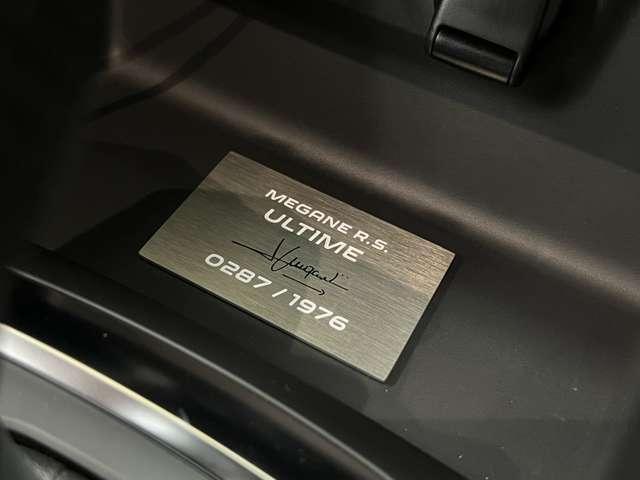 MEGANE R.S.
ULTIME
0287 / 1976